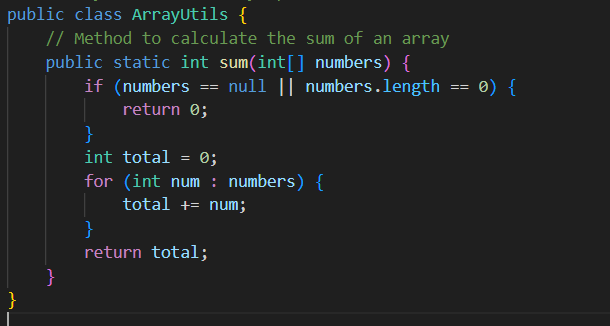 public class ArrayUtils {
    // Method to calculate the sum of an array
    public static int sum(int[] numbers) {
        if (numbers == null || numbers.length == 0) {
            return 0;
        }
        int total = 0;
        for (int num : numbers) {
            total += num;
        }
        return total;
    }
}